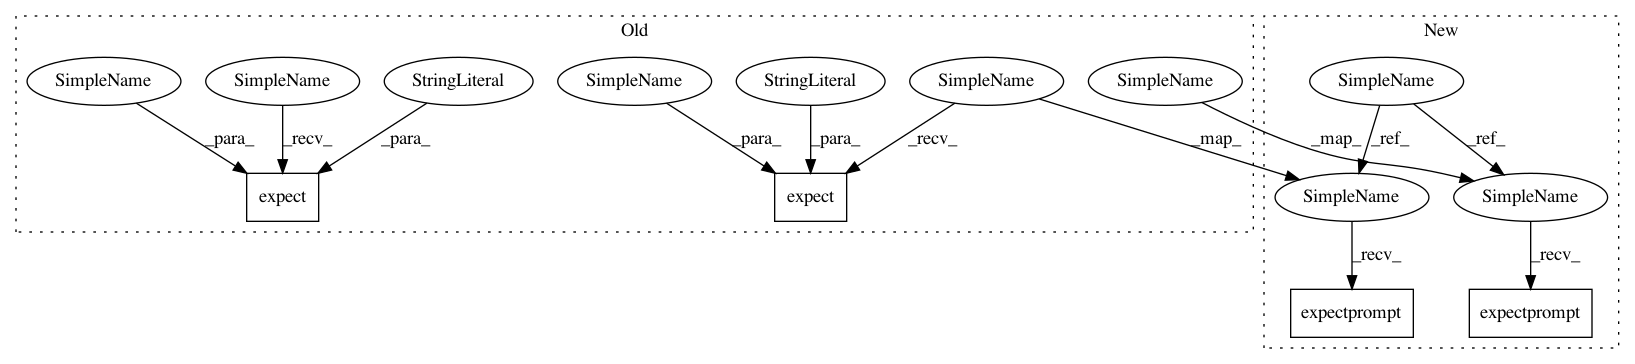 Old
New
SimpleName
SimpleName
StringLiteral
SimpleName
StringLiteral
SimpleName
SimpleName
SimpleName
_para_
_recv_
_para_
_para_
_para_
_recv_
_map_
_map_
_ref_
_ref_
expect
expect
SimpleName
SimpleName
_recv_
_recv_
expectprompt
expectprompt